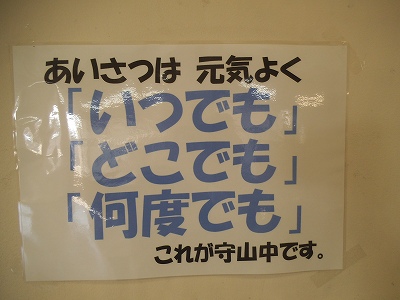 あいさつは 元気よく
「いつでも」
「どこでも」
「何度でも」
これが守山中です。